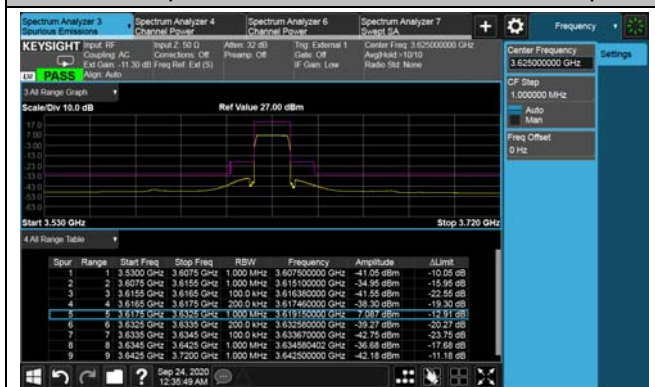 Spectrum Analyzer 3
Spurious Emissions
Spectrum Analyzer 4
Channel Power
Spectrum Analyzer 6
Channel Power
Spectrum Analyzer 7
Swept SA
+
Frequency
KEYSIGHT
Input: RF
Coupling: AC
Ext Gain: -11.30 dB
Align: Auto
Input Z: 50 Ω
Corrections: Off
Freq Ref: Ext (S)
Atten: 32 dB
Preamp: Off
Trig: External 1
Gate: Off
IF Gain: Low
Center Freq: 3.625000000 GHz
Avg|Hold:>10/10
Radio Std: None
PASS
Center Frequency
3.625000000 GHz
Settings
CF Step
1.000000 MHz
Auto
Man
Freq Offset
0 Hz
3 All Range Graph
Scale/Div 10.0 dB
Ref Value 27.00 dBm
17.0
7.00
-3.00
-13.0
-23.0
-33.0
-43.0
-53.0
-63.0
Start 3.530 GHz
Stop 3.720 GHz
4 All Range Table
Spur Range Start Freq Stop Freq RBW Frequency Amplitude ΔLimit
1 1 3.5300 GHz 3.6075 GHz 1.000 MHz 3.607500000 GHz -41.05 dBm -10.05 dB
2 2 3.6075 GHz 3.6155 GHz 1.000 MHz 3.615100000 GHz -34.95 dBm -15.95 dB
3 3 3.6155 GHz 3.6165 GHz 100.0 kHz 3.616380000 GHz -41.55 dBm -22.55 dB
4 4 3.6165 GHz 3.6175 GHz 200.0 kHz 3.617460000 GHz -38.30 dBm -19.30 dB
5 5 3.6175 GHz 3.6325 GHz 1.000 MHz 3.619150000 GHz 7.087 dBm -12.91 dB
6 6 3.6325 GHz 3.6335 GHz 200.0 kHz 3.632580000 GHz -39.27 dBm -20.27 dB
7 7 3.6335 GHz 3.6345 GHz 100.0 kHz 3.633670000 GHz -42.75 dBm -23.75 dB
8 8 3.6345 GHz 3.6425 GHz 1.000 MHz 3.634580402 GHz -36.68 dBm -17.68 dB
9 9 3.6425 GHz 3.7200 GHz 1.000 MHz 3.642500000 GHz -42.18 dBm -11.18 dB
?
Sep 24, 2020
12:35:49 AM